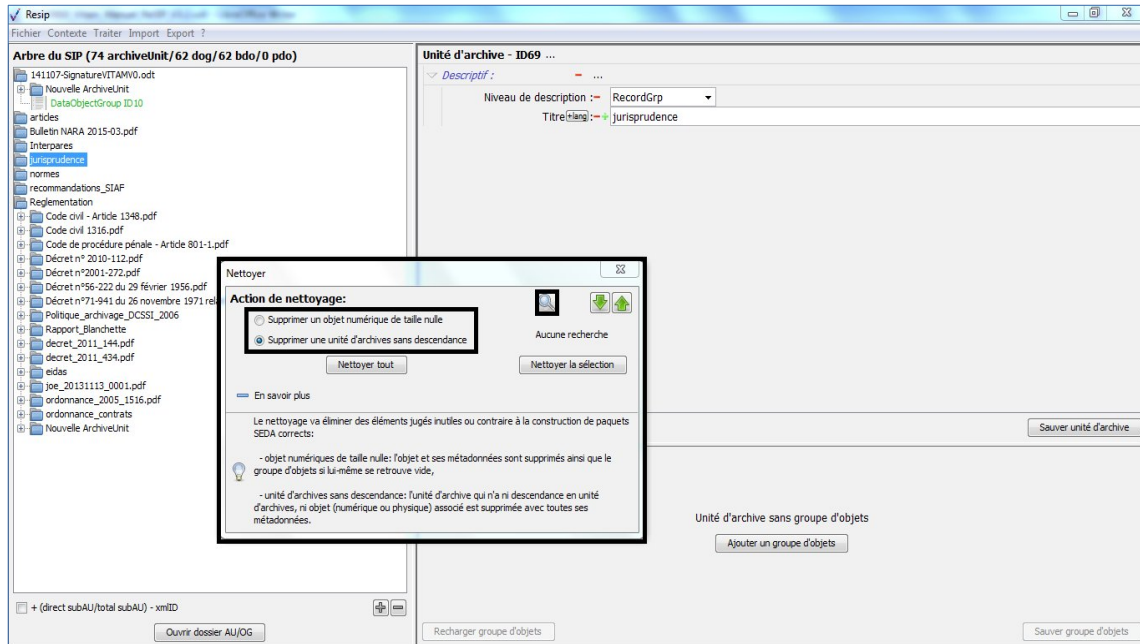 Resip
Fichier Contexte Traiter Import Export ?
Arbre du SIP (74 archiveUnit/62 dog/62 bdo/0 pdo)
141107-SignatureVITAMV0.odt
Nouvelle ArchiveUnit
DataObjectGroup ID10
articles
Bulletin NARA 2015-03.pdf
Interpares
jurisprudence
normes
recommandations_SIAF
Reglementation
Code civil - Article 1348.pdf
Code civil 1316.pdf
Code de procédure pénale - Article 801-1.pdf
Décret n° 2010-112.pdf
Décret n°2001-272.pdf
Décret n°56-222 du 29 février 1956.pdf
Décret n°71-941 du 26 novembre 1971 rel
Politique_archivage_DCSSI_2006
Rapport_Blanchette
decret_2011_144.pdf
decret_2011_434.pdf
eidas
joe_20131113_0001.pdf
ordonnance_2005_1516.pdf
ordonnance_contrats
Nouvelle ArchiveUnit
+ (direct subAU/total subAU) - xmlID
Ouvrir dossier AU/OG
Unité d'archive - ID69 ...
Descriptif : ...
Niveau de description : RecordGrp
Titre +lang : jurisprudence
Sauver unité d'archive
Unité d'archive sans groupe d'objets
Ajouter un groupe d'objets
Recharger groupe d'objets
Sauver groupe d'objets
Nettoyer
Action de nettoyage:
Supprimer un objet numérique de taille nulle
Supprimer une unité d'archives sans descendance
Aucune recherche
Nettoyer tout
Nettoyer la sélection
En savoir plus
Le nettoyage va éliminer des éléments jugés inutiles ou contraire à la construction de paquets
SEDA corrects:
- objet numériques de taille nulle: l'objet et ses métadonnées sont supprimés ainsi que le
groupe d'objets si lui-même se retrouve vide,
- unité d'archives sans descendance: l'unité d'archive qui n'a ni descendance en unité
d'archives, ni objet (numérique ou physique) associé est supprimée avec toutes ses
métadonnées.